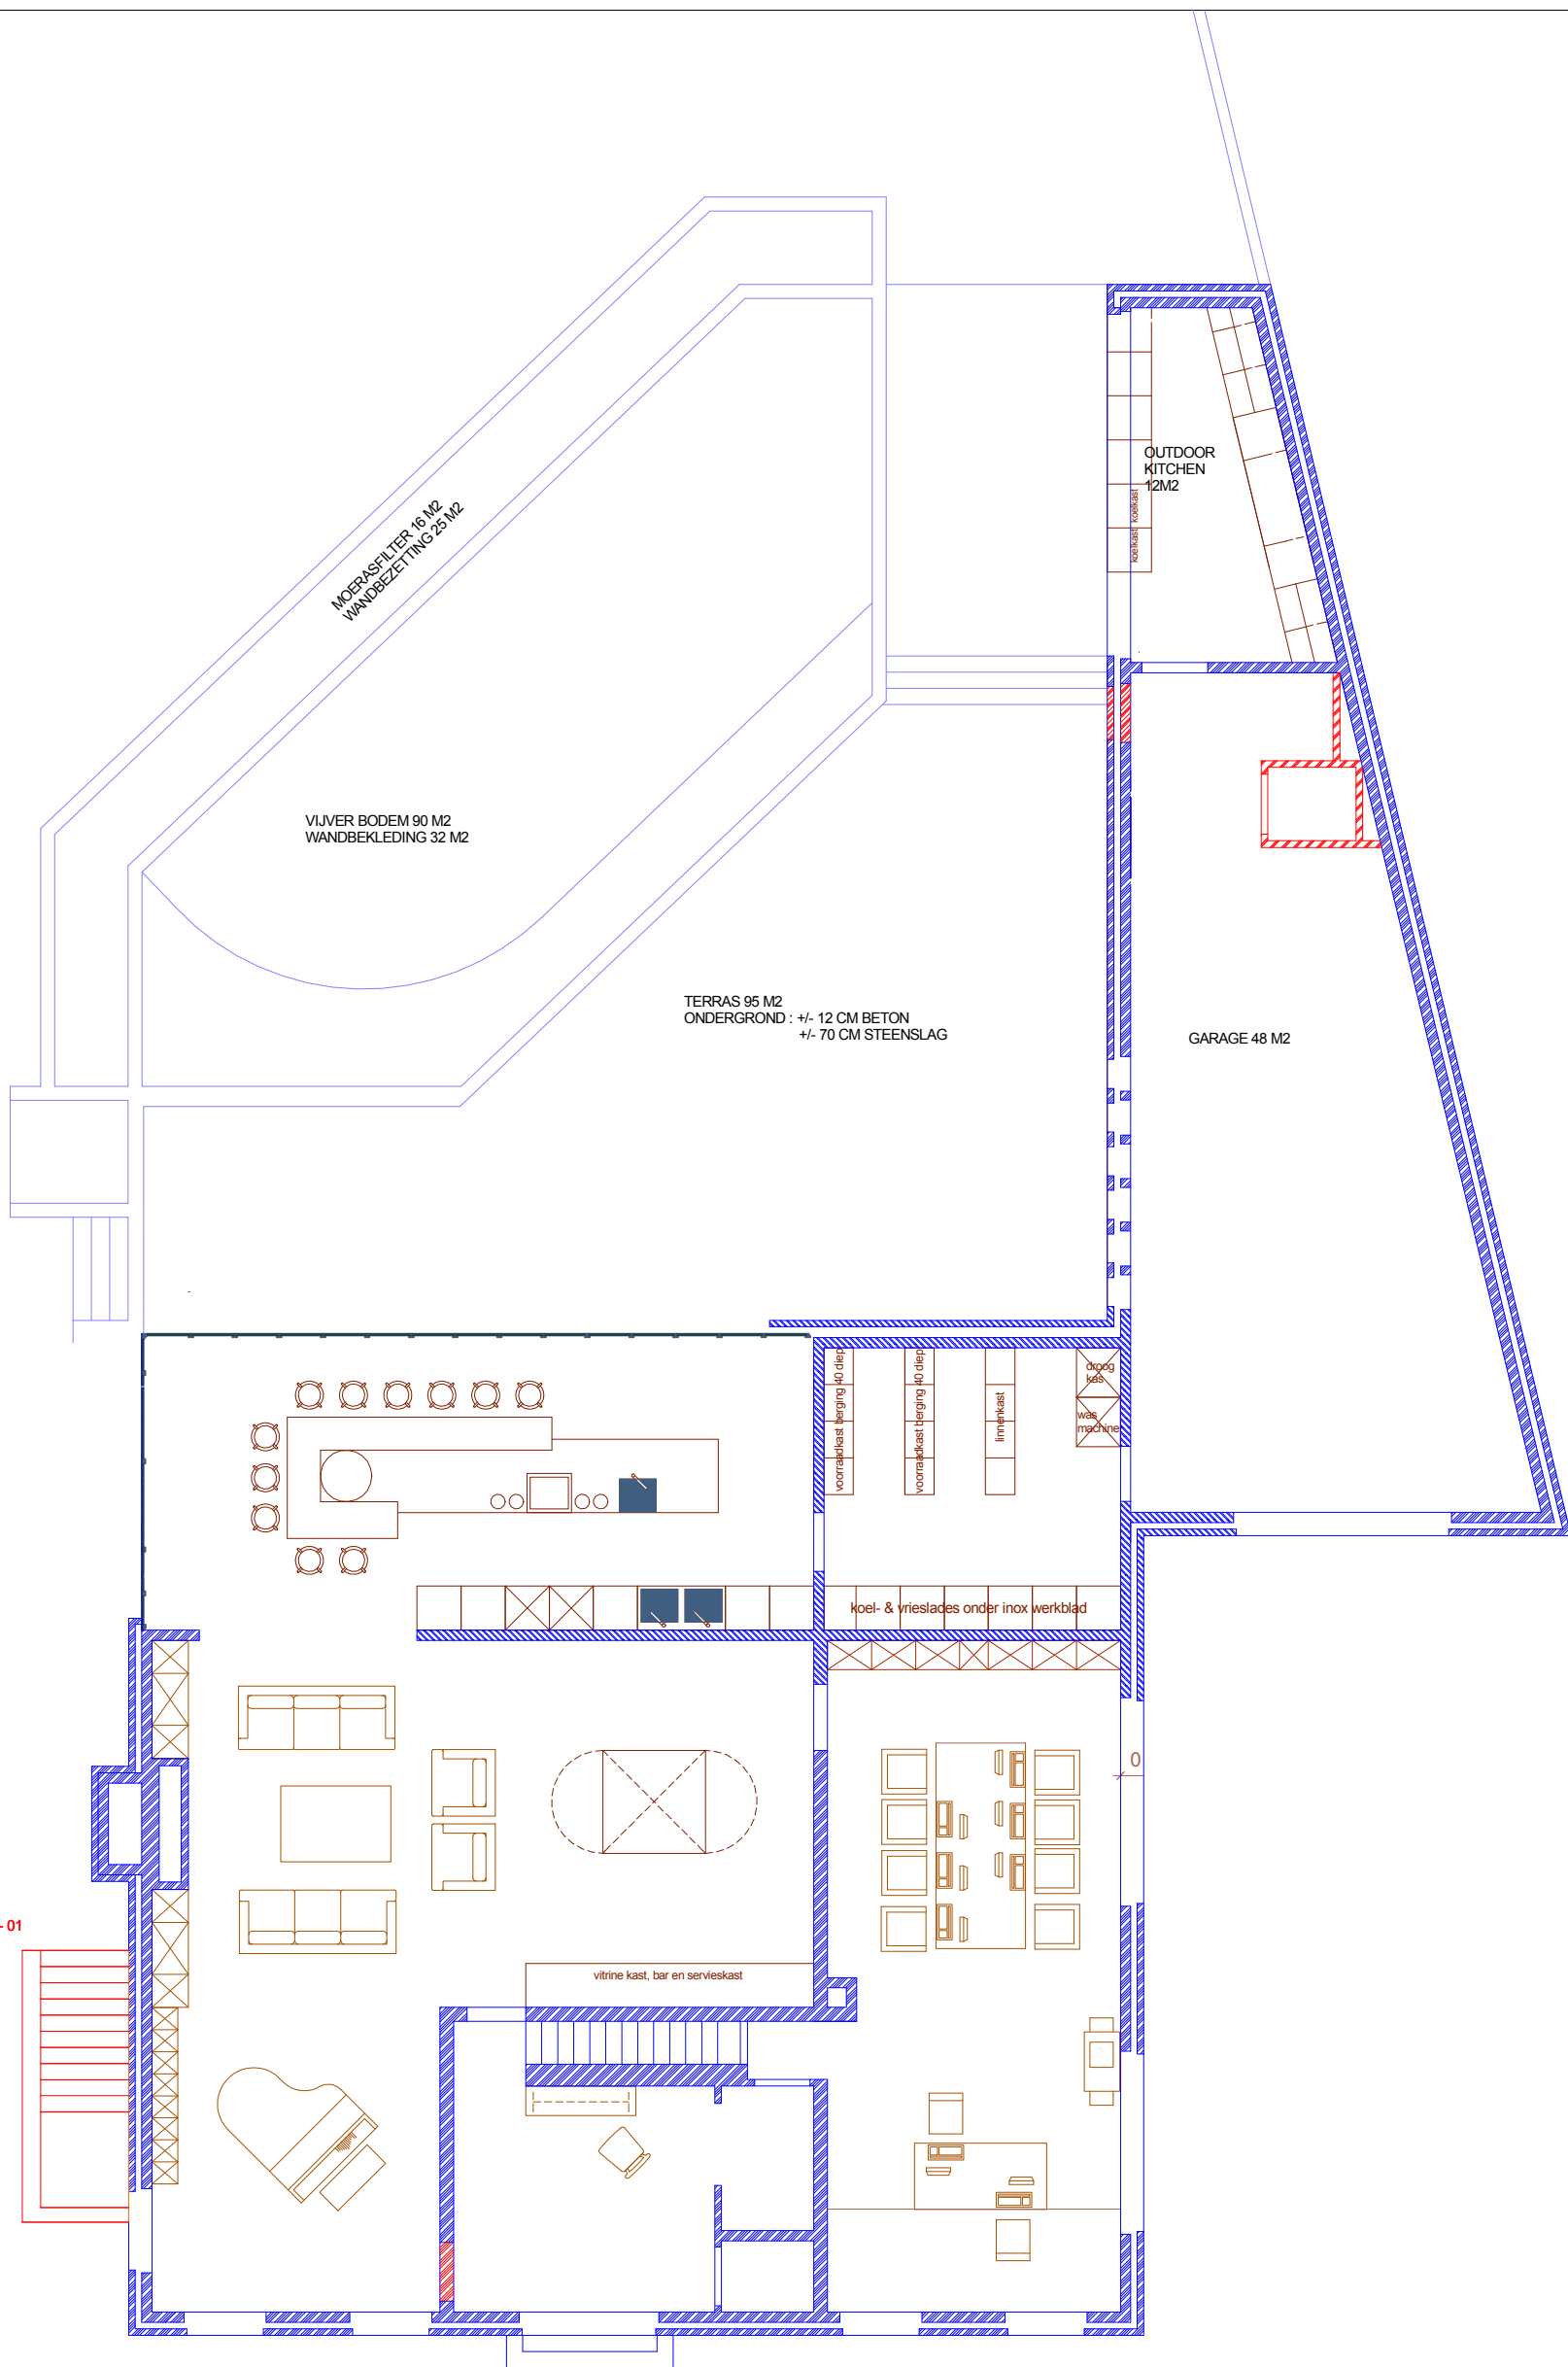 OUTDOOR
KITCHEN
12M2
koelkast
koelkast
MOERASFILTER 16 M2
WANDBEZETTING 25 M2
VIJVER BODEM 90 M2
WANDBEKLEDING 32 M2
TERRAS 95 M2
ONDERGROND : +/- 12 CM BETON
+/- 70 CM STEENSLAG
GARAGE 48 M2
voorraadkast berging 40 diep
voorraadkast berging 40 diep
linnenkast
droog
kas
was
machine
koel- & vrieslades onder inox werkblad
0
- 01
vitrine kast, bar en servieskast